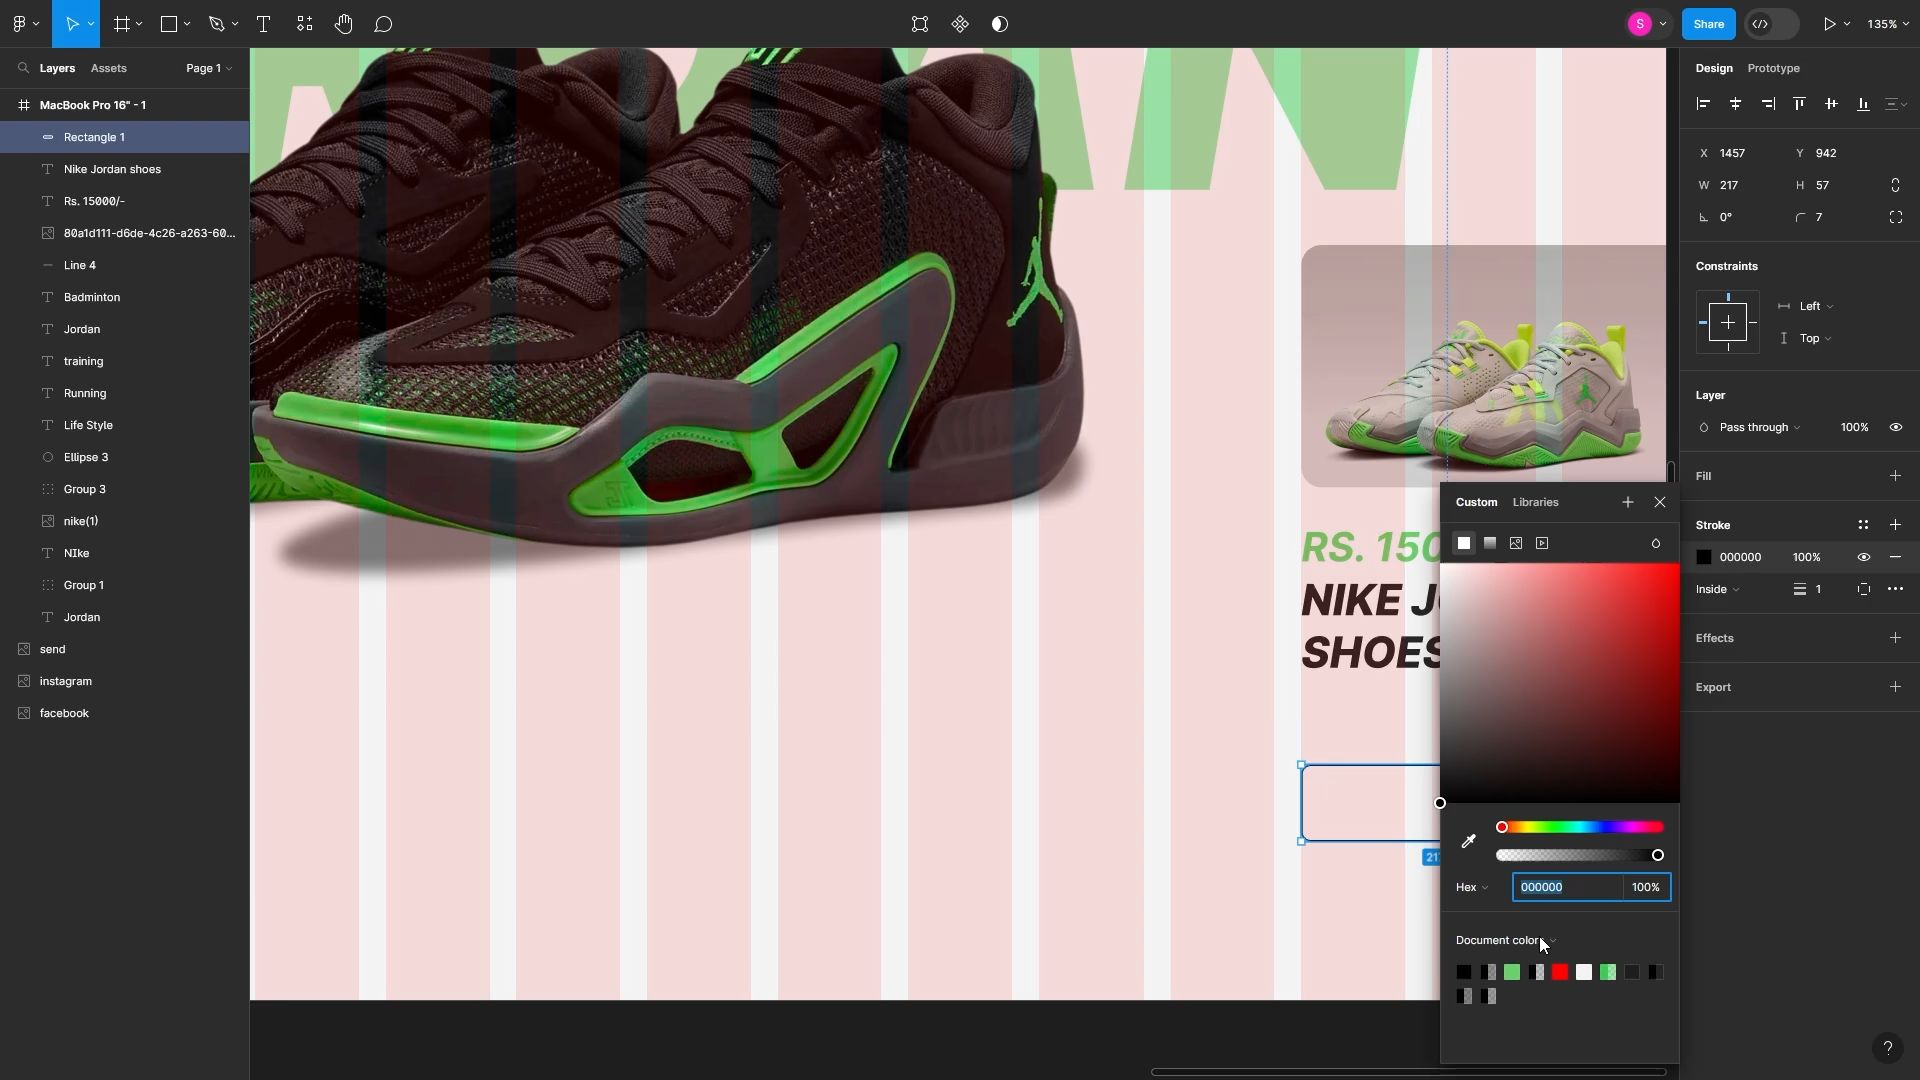 S
Share
135%
Layers
Assets
Page 1
MacBook Pro 16" - 1
Rectangle 1
Nike Jordan shoes
Rs. 15000/-
80a1d111-d6de-4c26-a263-60...
Line 4
Badminton
Jordan
training
Running
Life Style
Ellipse 3
Group 3
nike(1)
NIke
Group 1
Jordan
send
instagram
facebook
RS. 150
NIKE J
SHOES
21
Custom
Libraries
Hex
000000
100%
Document color
Design
Prototype
X 1457
Y 942
W 217
H 57
0°
7
Constraints
Left
Top
Layer
Pass through
100%
Fill
Stroke
000000
100%
Inside
1
Effects
Export
?